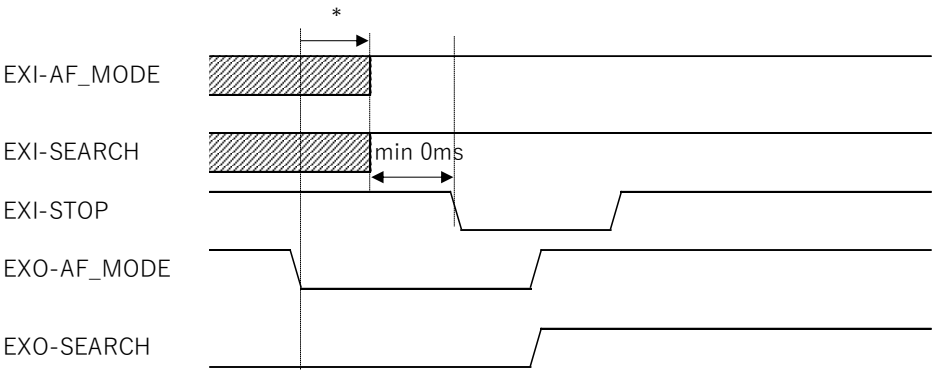 *
EXI-AF_MODE
EXI-SEARCH
min 0ms
EXI-STOP
EXO-AF_MODE
EXO-SEARCH